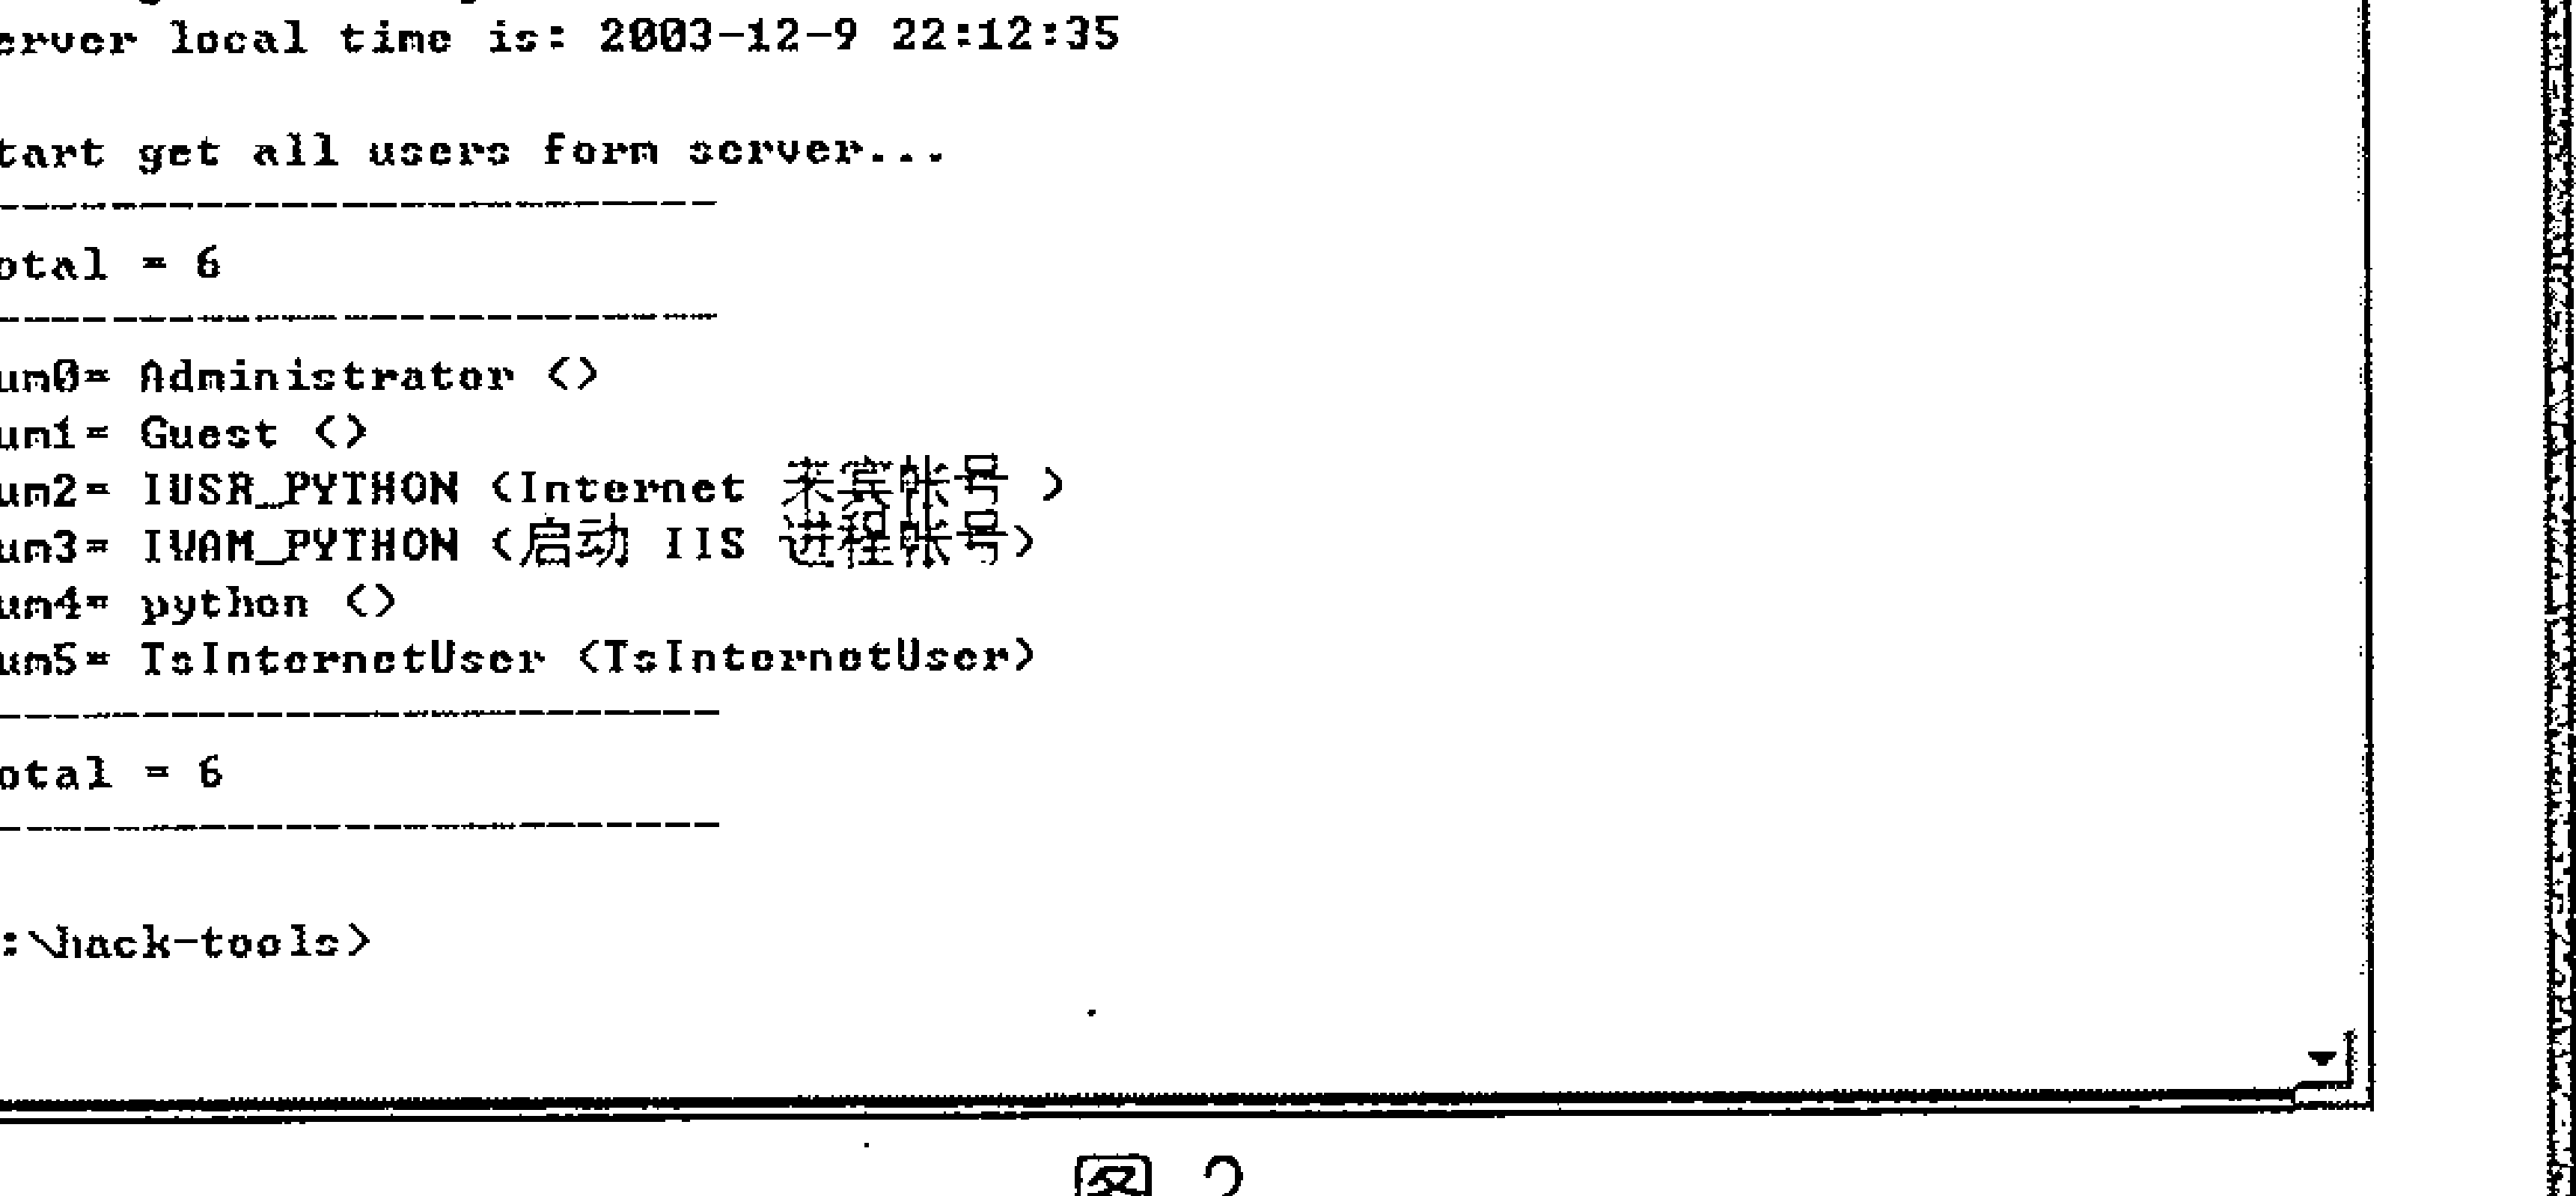 erver local time is: 2003-12-9 22:12:35
tart get all users form server...
-------------------------
otal = 6
-------------------------
um0= Administrator <>
um1= Guest <>
um2= IUSR_PYTHON <Internet 来宾帐号 >
um3= IWAM_PYTHON <启动 IIS 进程帐号>
um4= python <>
um5= TsInternetUser <TsInternetUser>
-------------------------
otal = 6
-------------------------
:\hack-tools>
图 2